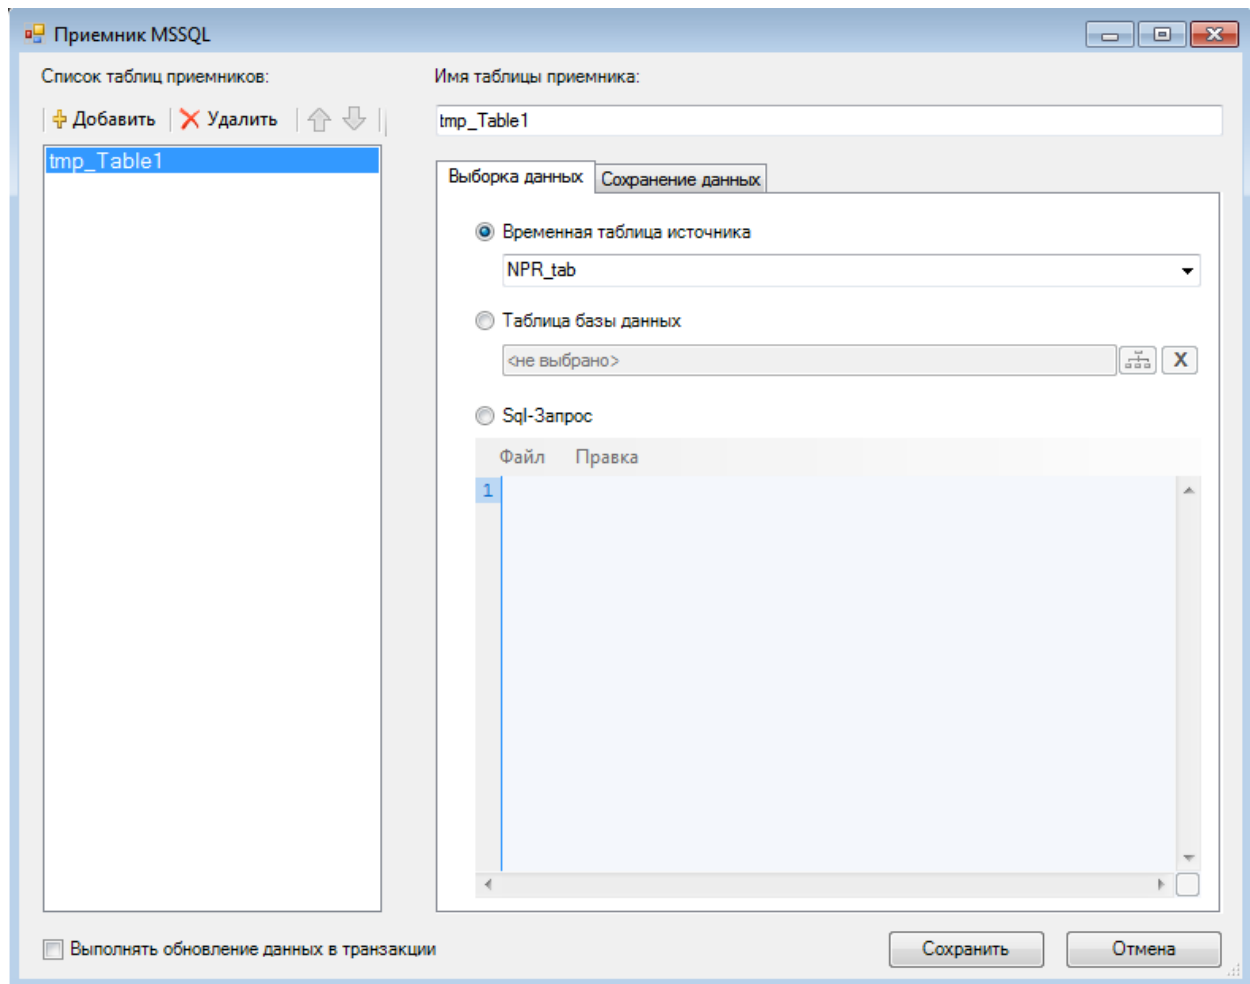 Приемник MSSQL
Список таблиц приемников:
Добавить Удалить
tmp_Table1
Имя таблицы приемника:
tmp_Table1
Выборка данных Сохранение данных
Временная таблица источника
NPR_tab
Таблица базы данных
<не выбрано> X
Sql-Запрос
Файл Правка
1
Выполнять обновление данных в транзакции
Сохранить Отмена